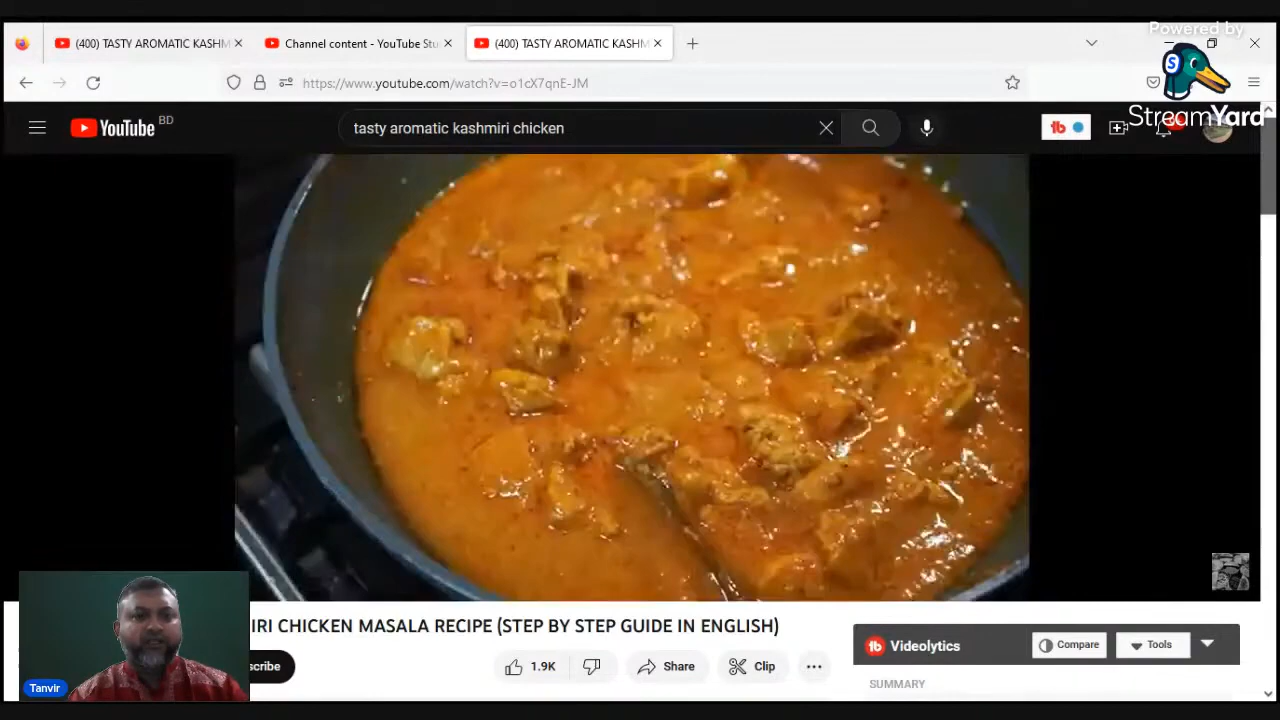 Powered by
StreamYard
(400) TASTY AROMATIC KASHM
Channel content - YouTube Stu
(400) TASTY AROMATIC KASHM
https://www.youtube.com/watch?v=o1cX7qnE-JM
YouTube BD
tasty aromatic kashmiri chicken
tb
IRI CHICKEN MASALA RECIPE (STEP BY STEP GUIDE IN ENGLISH)
scribe
1.9K
Share
Clip
tb Videolytics
Compare
Tools
SUMMARY
Tanvir